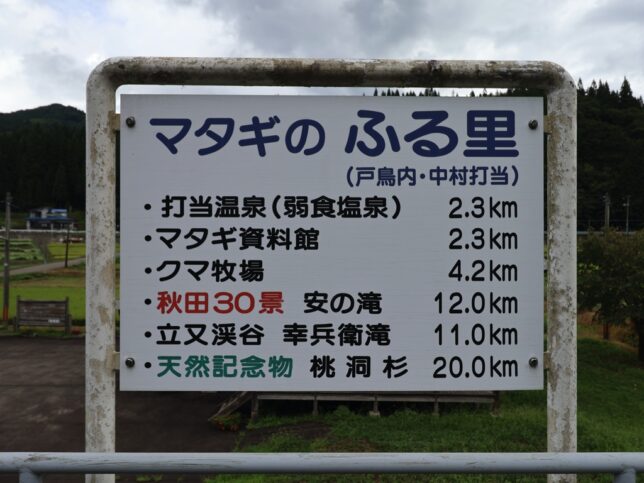 マタギの ふる里
(戸鳥内・中村打当)
・打当温泉(弱食塩泉) 2.3km
・マタギ資料館 2.3km
・クマ牧場 4.2km
・秋田30景 安の滝 12.0km
・立又渓谷 幸兵衛滝 11.0km
・天然記念物 桃洞杉 20.0km